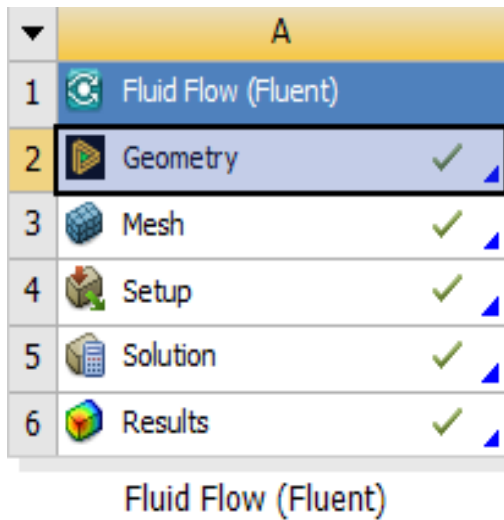 A
1 Fluid Flow (Fluent)
2 Geometry
3 Mesh
4 Setup
5 Solution
6 Results
Fluid Flow (Fluent)